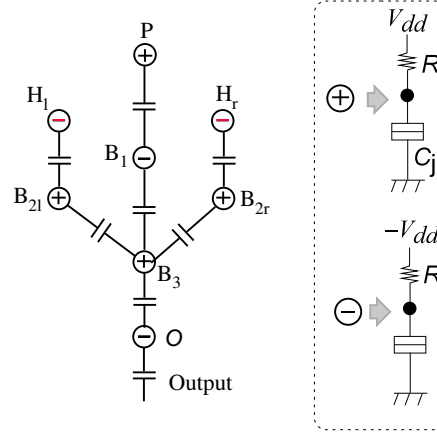 P
H_l
H_r
B_1
B_2l
B_2r
B_3
O
Output
V_dd
R
+
C_j
-V_dd
R
−